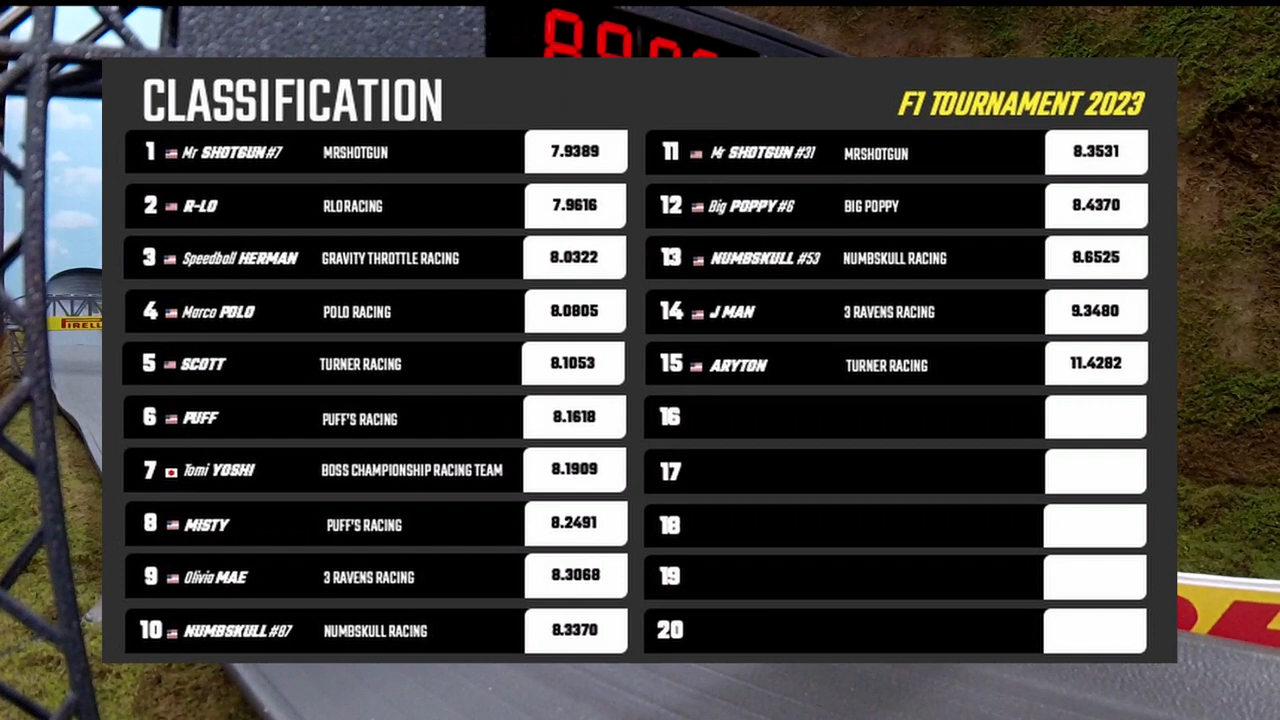 CLASSIFICATION
F1 TOURNAMENT 2023
1 Mr SHOTGUN #7 MRSHOTGUN 7.9389
2 R-LO RLO RACING 7.9616
3 Speedball HERMAN GRAVITY THROTTLE RACING 8.0322
4 Marco POLO POLO RACING 8.0805
5 SCOTT TURNER RACING 8.1053
6 PUFF PUFF'S RACING 8.1618
7 Tomi YOSHI BOSS CHAMPIONSHIP RACING TEAM 8.1909
8 MISTY PUFF'S RACING 8.2491
9 Olivia MAE 3 RAVENS RACING 8.3068
10 NUMBSKULL #87 NUMBSKULL RACING 8.3370
11 Mr SHOTGUN #31 MRSHOTGUN 8.3531
12 Big POPPY #6 BIG POPPY 8.4370
13 NUMBSKULL #53 NUMBSKULL RACING 8.6525
14 J MAN 3 RAVENS RACING 9.3480
15 ARYTON TURNER RACING 11.4282
16
17
18
19
20
PIRELL